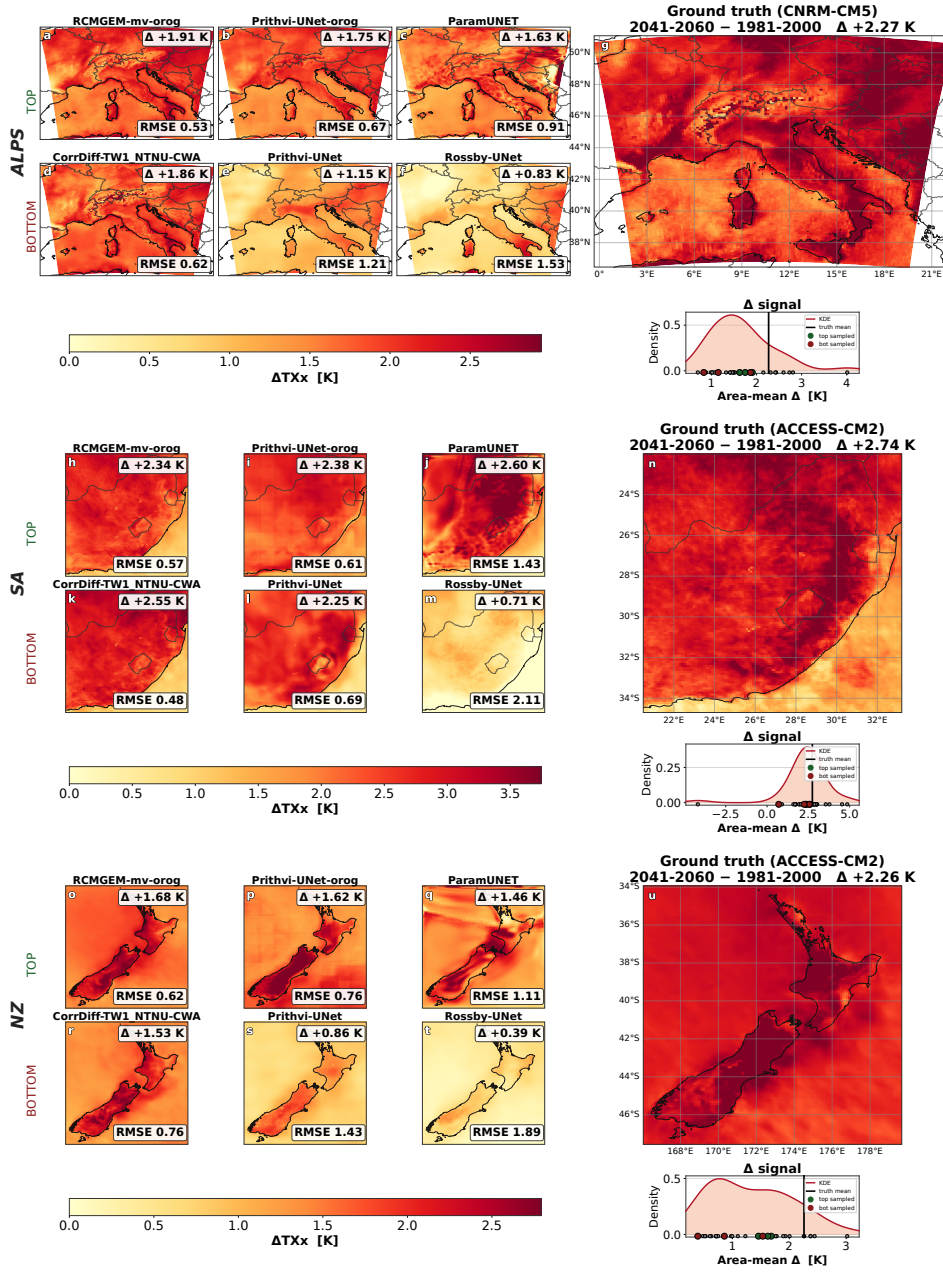 RCMGEM-mv-orog
Prithvi-UNet-orog
ParamUNET
Ground truth (CNRM-CM5)
2041-2060 − 1981-2000 Δ +2.27 K
a
Δ +1.91 K
b
Δ +1.75 K
c
Δ +1.63 K
g
TOP
RMSE 0.53
RMSE 0.67
RMSE 0.91
ALPS
CorrDiff-TW1_NTNU-CWA
Prithvi-UNet
Rossby-UNet
d
Δ +1.86 K
e
Δ +1.15 K
f
Δ +0.83 K
BOTTOM
RMSE 0.62
RMSE 1.21
RMSE 1.53
50°N
48°N
46°N
44°N
42°N
40°N
38°N
0° 3°E 6°E 9°E 12°E 15°E 18°E 21°E
0.0 0.5 1.0 1.5 2.0 2.5
ΔTXx [K]
Δ signal
Density
0.5
0.0
KDE
truth mean
top sampled
bot sampled
1 2 3 4
Area-mean Δ [K]
RCMGEM-mv-orog
Prithvi-UNet-orog
ParamUNET
Ground truth (ACCESS-CM2)
2041-2060 − 1981-2000 Δ +2.74 K
h
Δ +2.34 K
i
Δ +2.38 K
j
Δ +2.60 K
n
TOP
RMSE 0.57
RMSE 0.61
RMSE 1.43
SA
CorrDiff-TW1_NTNU-CWA
Prithvi-UNet
Rossby-UNet
k
Δ +2.55 K
l
Δ +2.25 K
m
Δ +0.71 K
BOTTOM
RMSE 0.48
RMSE 0.69
RMSE 2.11
24°S
26°S
28°S
30°S
32°S
34°S
22°E 24°E 26°E 28°E 30°E 32°E
0.0 0.5 1.0 1.5 2.0 2.5 3.0 3.5
ΔTXx [K]
Δ signal
Density
0.25
0.00
KDE
truth mean
top sampled
bot sampled
−2.5 0.0 2.5 5.0
Area-mean Δ [K]
RCMGEM-mv-orog
Prithvi-UNet-orog
ParamUNET
Ground truth (ACCESS-CM2)
2041-2060 − 1981-2000 Δ +2.26 K
o
Δ +1.68 K
p
Δ +1.62 K
q
Δ +1.46 K
u
TOP
RMSE 0.62
RMSE 0.76
RMSE 1.11
NZ
CorrDiff-TW1_NTNU-CWA
Prithvi-UNet
Rossby-UNet
r
Δ +1.53 K
s
Δ +0.86 K
t
Δ +0.39 K
BOTTOM
RMSE 0.76
RMSE 1.43
RMSE 1.89
34°S
36°S
38°S
40°S
42°S
44°S
46°S
168°E 170°E 172°E 174°E 176°E 178°E
0.0 0.5 1.0 1.5 2.0 2.5
ΔTXx [K]
Δ signal
Density
0.5
0.0
KDE
truth mean
top sampled
bot sampled
1 2 3
Area-mean Δ [K]